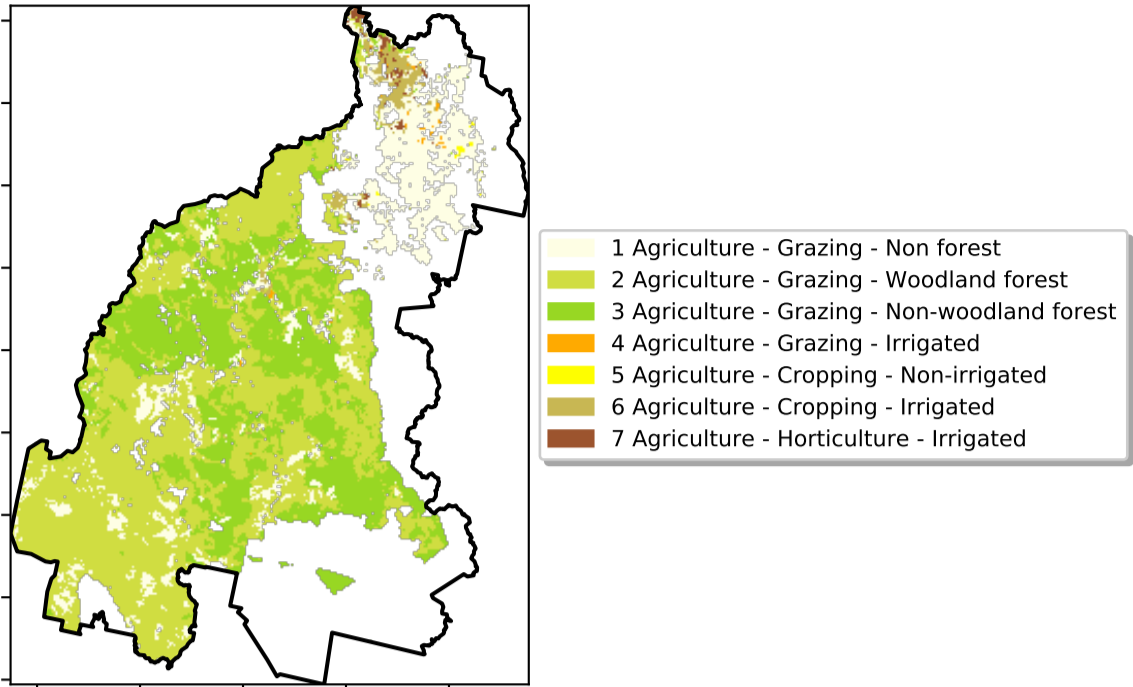 1 Agriculture - Grazing - Non forest
2 Agriculture - Grazing - Woodland forest
3 Agriculture - Grazing - Non-woodland forest
4 Agriculture - Grazing - Irrigated
5 Agriculture - Cropping - Non-irrigated
6 Agriculture - Cropping - Irrigated
7 Agriculture - Horticulture - Irrigated